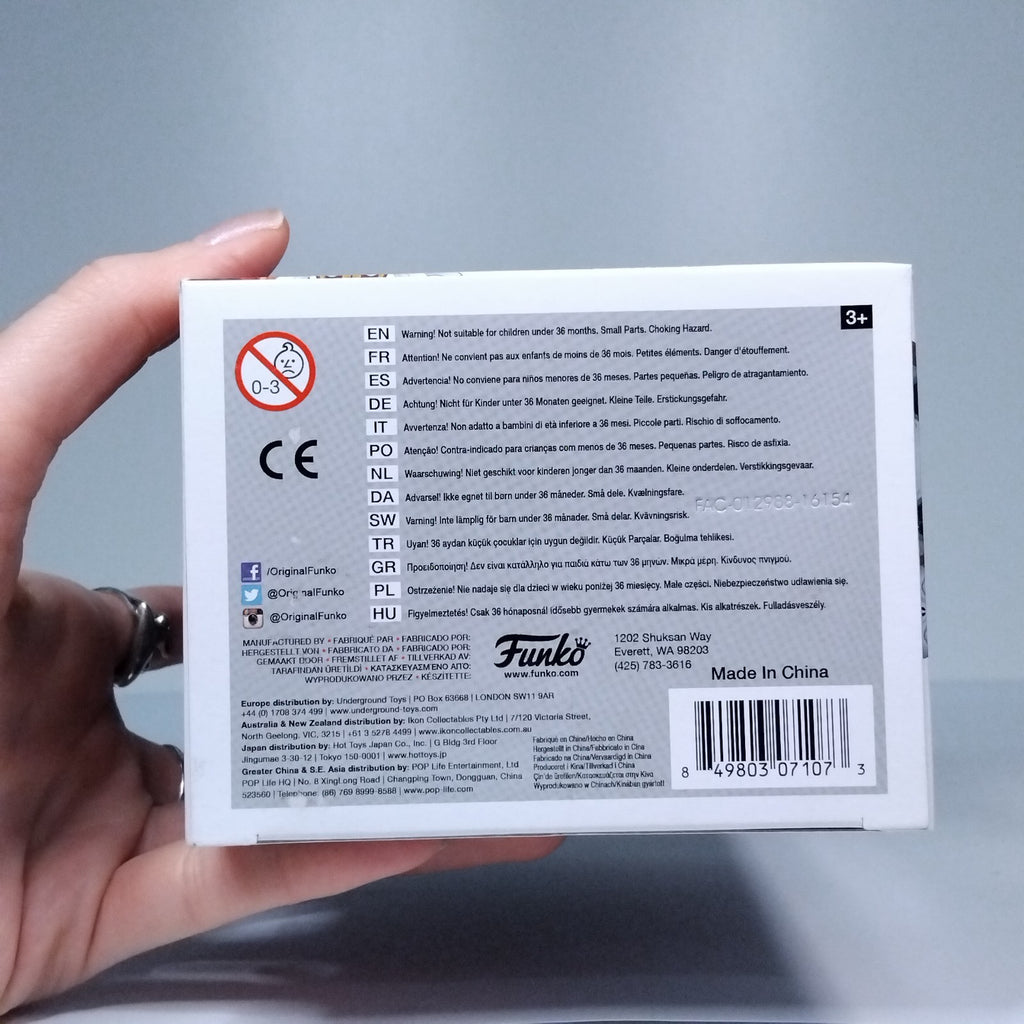 3+
EN Warning! Not suitable for children under 36 months. Small Parts. Choking Hazard.
FR Attention! Ne convient pas aux enfants de moins de 36 mois. Petites éléments. Danger d'étouffement.
ES Advertencia! No conviene para niños menores de 36 meses. Partes pequeñas. Peligro de atragantamiento.
DE Achtung! Nicht für Kinder unter 36 Monaten geeignet. Kleine Teile. Erstickungsgefahr.
IT Avvertenza! Non adatto a bambini di età inferiore a 36 mesi. Piccole parti. Rischio di soffocamento.
PO Atenção! Contra-indicado para crianças com menos de 36 meses. Pequenas partes. Risco de asfixia.
NL Waarschuwing! Niet geschikt voor kinderen jonger dan 36 maanden. Kleine onderdelen. Verstikkingsgevaar.
DA Advarsel! Ikke egnet til børn under 36 måneder. Små dele. Kvælningsfare.
SW Varning! Inte lämplig för barn under 36 månader. Små delar. Kvävningsrisk.
TR Uyarı! 36 aydan küçük çocuklar için uygun değildir. Küçük Parçalar. Boğulma tehlikesi.
GR Προειδοποίηση! Δεν είναι κατάλληλο για παιδιά κάτω των 36 μηνών. Μικρά μέρη. Κίνδυνος πνιγμού.
PL Ostrzeżenie! Nie nadaje się dla dzieci w wieku poniżej 36 miesięcy. Małe części. Niebezpieczeństwo udławienia się.
HU Figyelmeztetés! Csak 36 hónaposnál idősebb gyermekek számára alkalmas. Kis alkatrészek. Fulladásveszély.
0-3
CE
FAC-012988-16154
/OriginalFunko
@OriginalFunko
@OriginalFunko
MANUFACTURED BY • FABRIQUÉ PAR • FABRICADO POR:
HERGESTELLT VON • FABBRICATO DA • FABRICADO POR:
GEMAAKT DOOR • FREMSTILLET AF • TILLVERKAD AV:
TARAFINDAN ÜRETİLDİ • ΚΑΤΑΣΚΕΥΑΣΜΕΝΟ ΑΠΟ:
WYPRODUKOWANO PRZEZ • KÉSZÍTETTE:
Funko
www.funko.com
1202 Shuksan Way
Everett, WA 98203
(425) 783-3616
Made In China
Europe distribution by: Underground Toys | PO Box 63668 | LONDON SW11 9AR
+44 (0) 1708 374 499 | www.underground-toys.com
Australia & New Zealand distribution by: Ikon Collectables Pty Ltd | 7/120 Victoria Street,
North Geelong, VIC, 3215 | +61 3 5278 4499 | www.ikoncollectables.com.au
Japan distribution by: Hot Toys Japan Co., Inc. | G Bldg 3rd Floor
Jingumae 3-30-12 | Tokyo 150-0001 | www.hottoys.jp
Greater China & S.E. Asia distribution by: POP Life Entertainment, Ltd
POP Life HQ | No. 8 XingLong Road | Changping Town, Dongguan, China
523560 | Telephone: (86) 769 8999-8588 | www.pop-life.com
Fabriqué en Chine/Hecho en China
Hergestellt in China/Fabbricato in Cina
Fabricado na China/Vervaardigd in China
Produceret i Kina/Tillverkad i China
Çin'de üretilen/Κατασκευάζεται στην Κίνα
Wyprodukowano w Chinach/Kínában gyártott
8 49803 07107 3